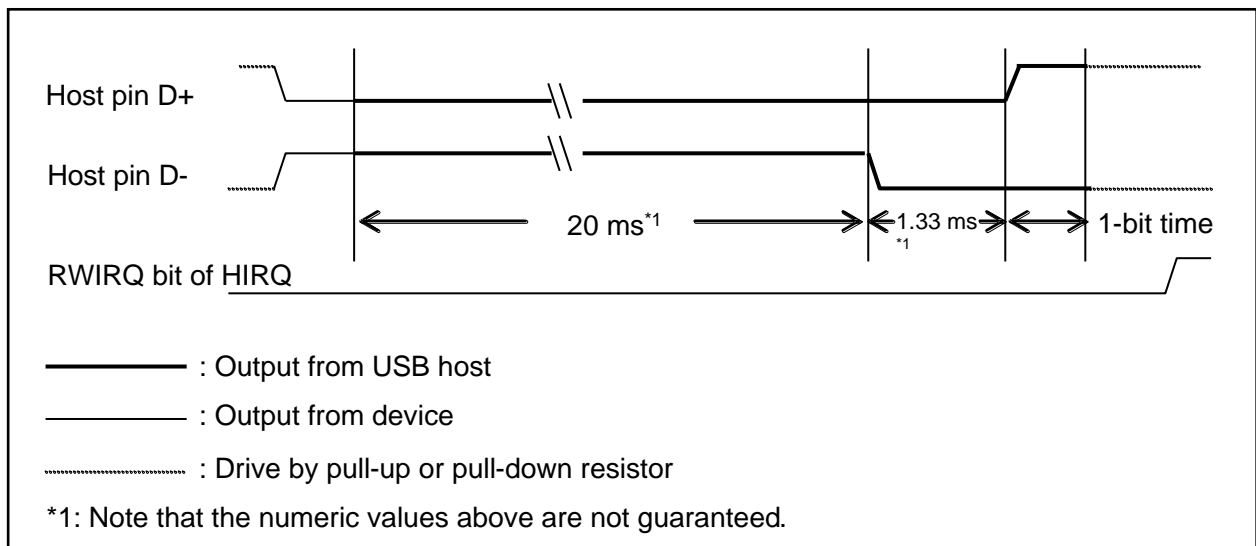 Host pin D+
Host pin D-
20 ms*1
1.33 ms
*1
1-bit time
RWIRQ bit of HIRQ
: Output from USB host
: Output from device
: Drive by pull-up or pull-down resistor
*1: Note that the numeric values above are not guaranteed.